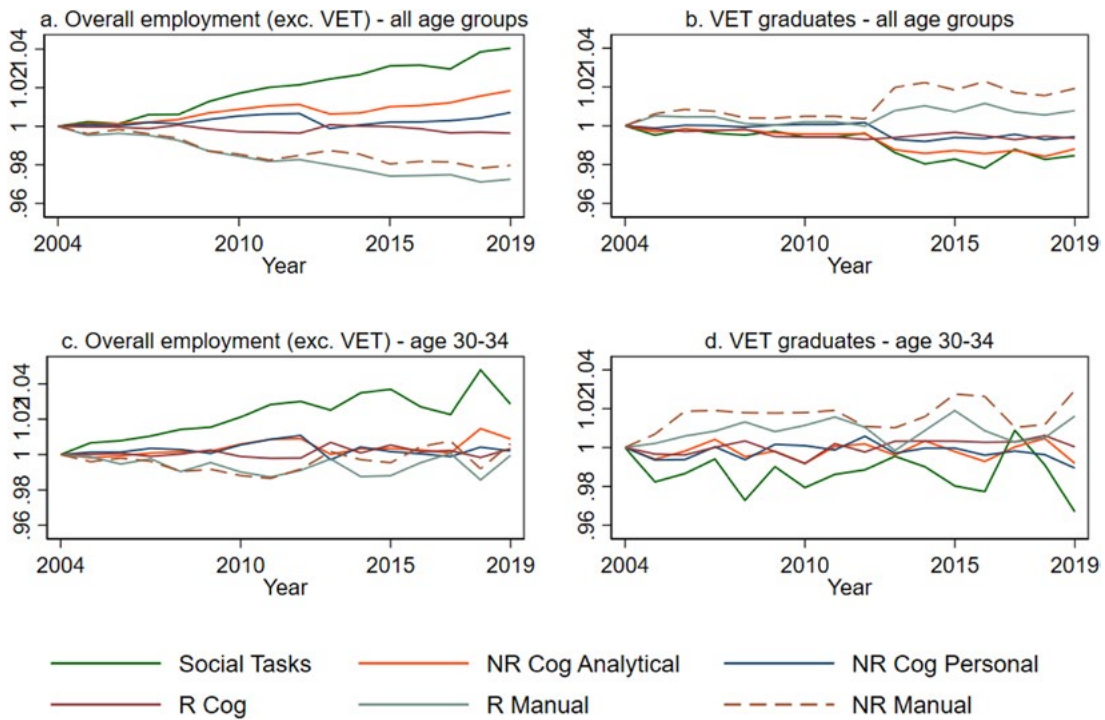 a. Overall employment (exc. VET) - all age groups
.96 .98 1 1.02 1.04
2004 2010 2015 2019
Year
b. VET graduates - all age groups
.96 .98 1 1.02 1.04
2004 2010 2015 2019
Year
c. Overall employment (exc. VET) - age 30-34
.96 .98 1 1.02 1.04
2004 2010 2015 2019
Year
d. VET graduates - age 30-34
.96 .98 1 1.02 1.04
2004 2010 2015 2019
Year
Social Tasks NR Cog Analytical NR Cog Personal
R Cog R Manual NR Manual